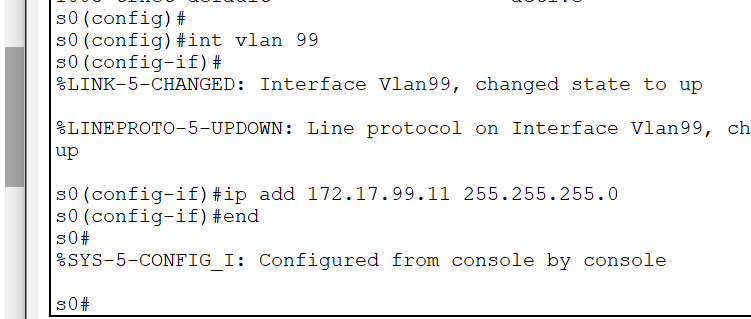 s0(config)#
s0(config)#int vlan 99
s0(config-if)#
%LINK-5-CHANGED: Interface Vlan99, changed state to up
%LINEPROTO-5-UPDOWN: Line protocol on Interface Vlan99, ch
up
s0(config-if)#ip add 172.17.99.11 255.255.255.0
s0(config-if)#end
s0#
%SYS-5-CONFIG_I: Configured from console by console
s0#